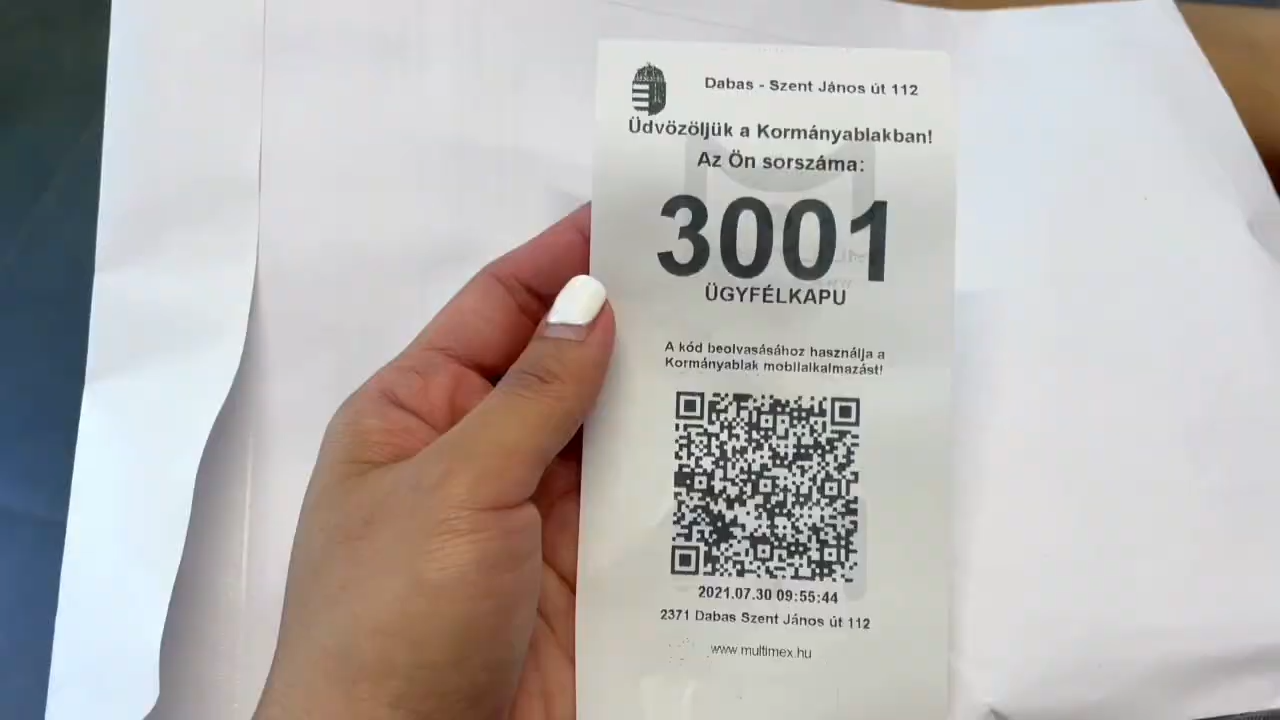 Dabas - Szent János út 112
Üdvözöljük a Kormányablakban!
Az Ön sorszáma:
3001
ÜGYFÉLKAPU
A kód beolvasásához használja a
Kormányablak mobilalkalmazást!
2021.07.30 09:55:44
2371 Dabas Szent János út 112
www.multimex.hu